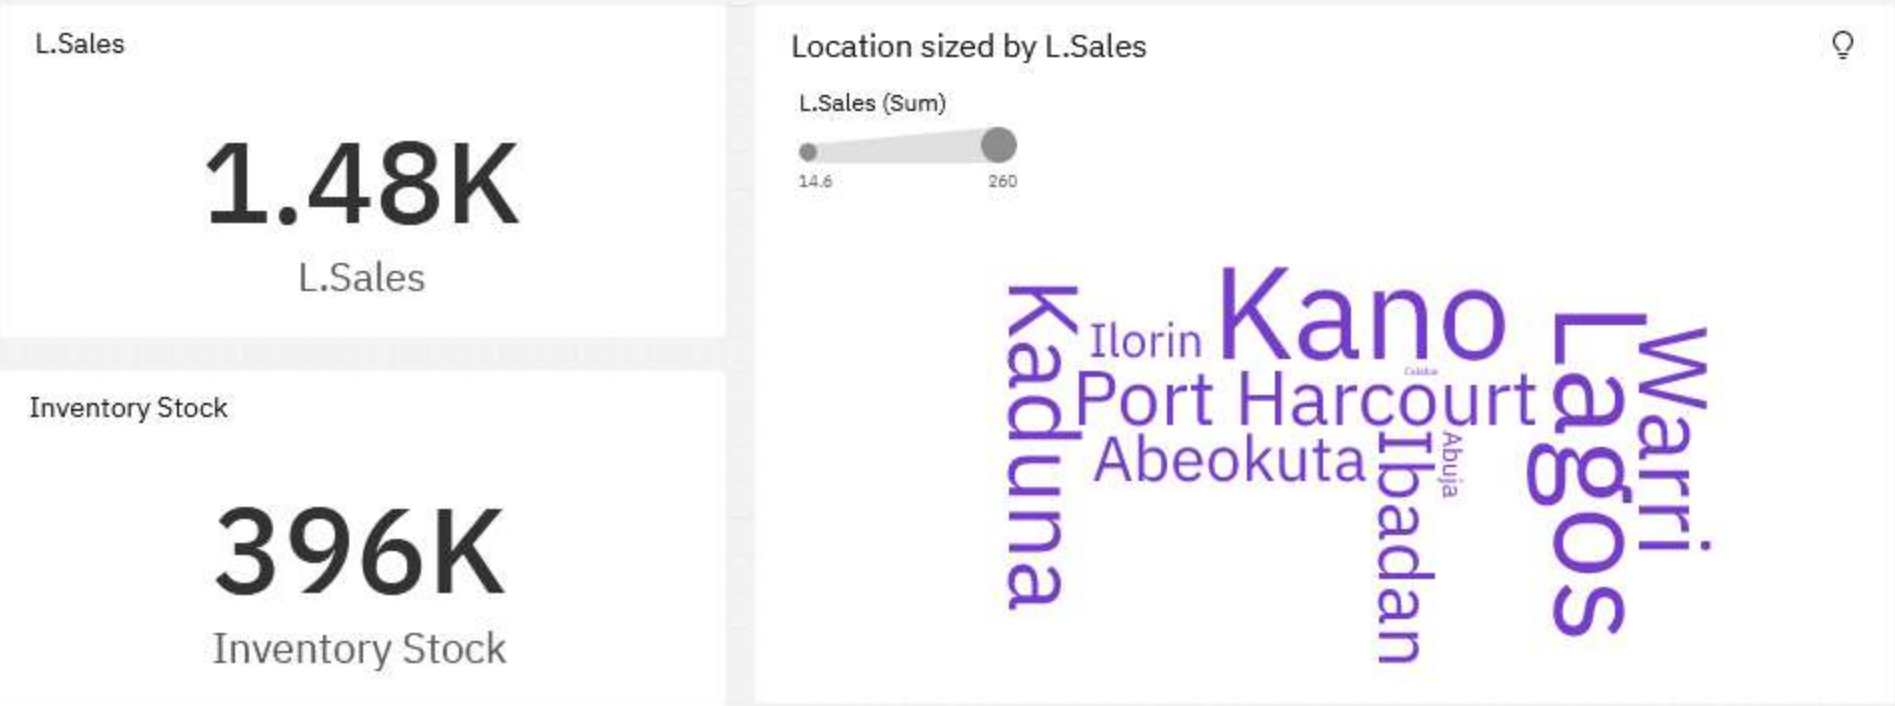 L.Sales
1.48K
L.Sales
Inventory Stock
396K
Inventory Stock
Location sized by L.Sales
L.Sales (Sum)
14.6
260
Kaduna
Ilorin
Kano
Port Harcourt
Abeokuta
Ibadan
Abuja
Lagos
Warri